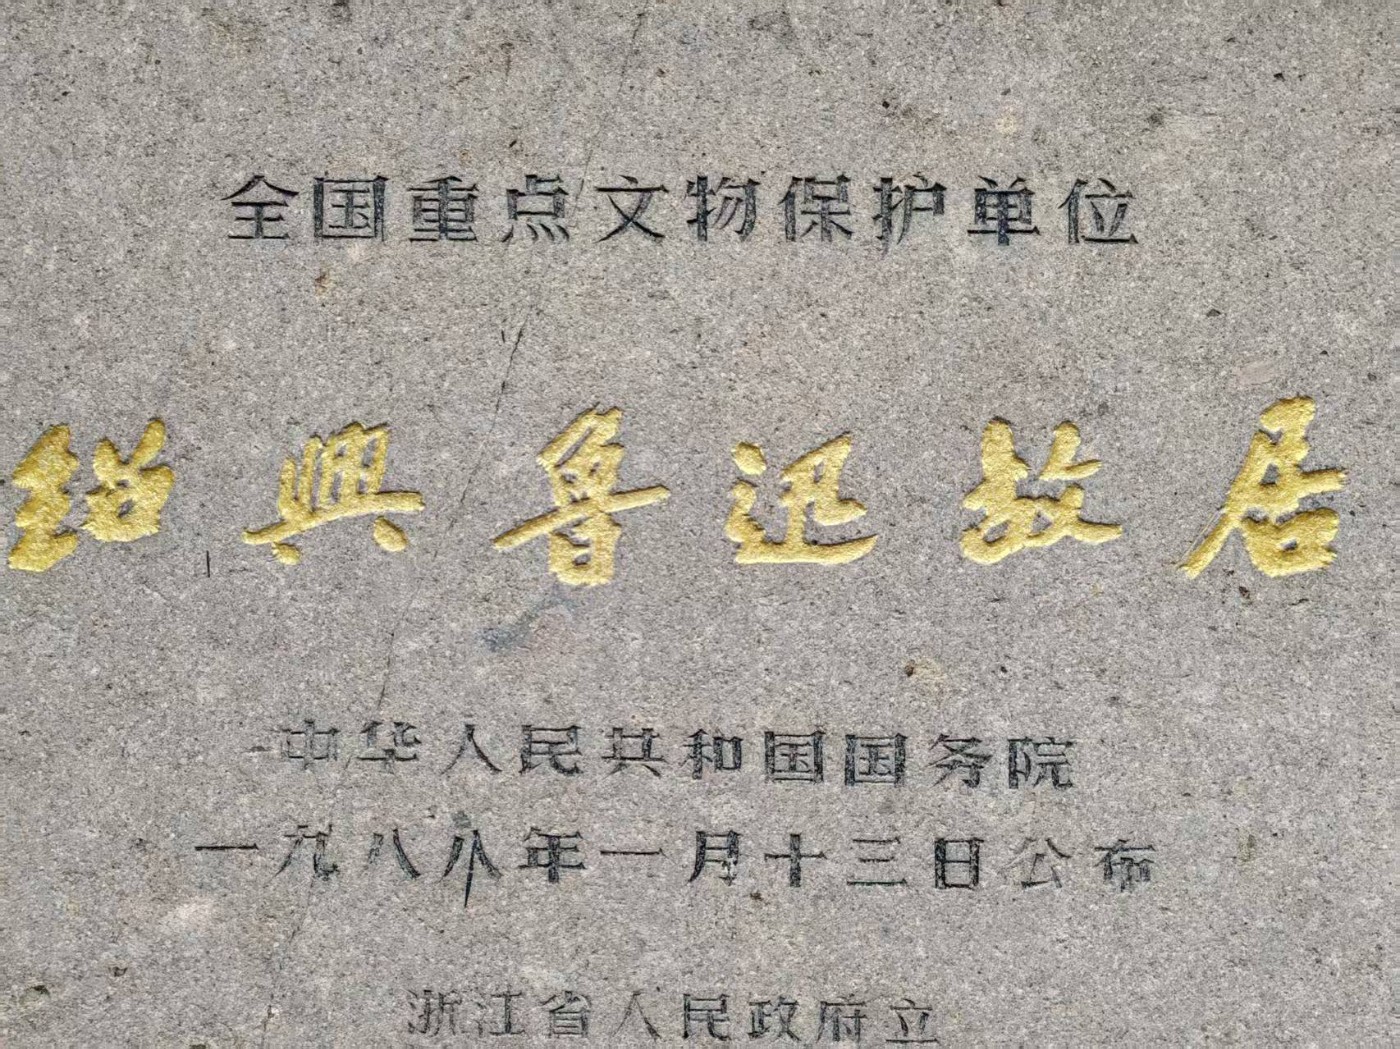 全国重点文物保护单位
紹興魯迅故居
中华人民共和国国务院
一九八八年一月十三日公布
浙江省人民政府立